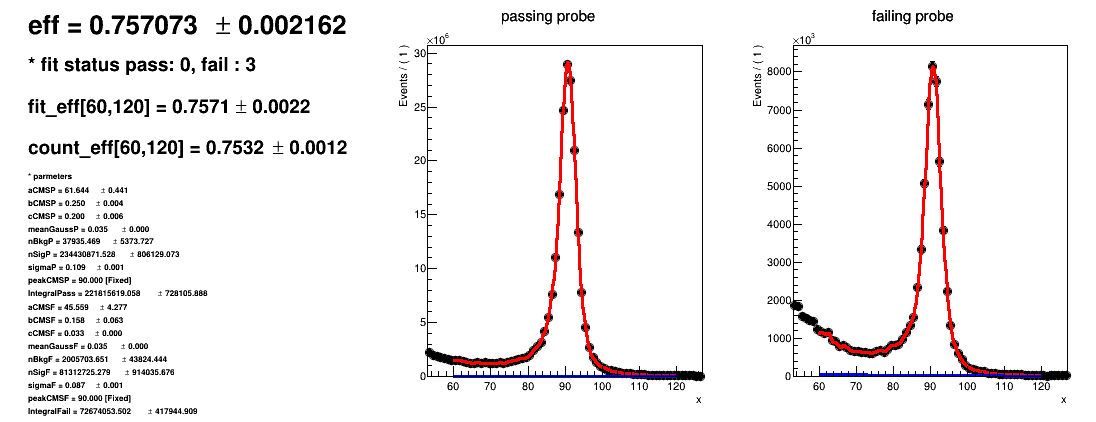 eff = 0.757073 ± 0.002162
* fit status pass: 0, fail : 3
fit_eff[60,120] = 0.7571 ± 0.0022
count_eff[60,120] = 0.7532 ± 0.0012
* parmeters
aCMSP = 61.644 ± 0.441
bCMSP = 0.250 ± 0.004
cCMSP = 0.200 ± 0.006
meanGaussP = 0.035 ± 0.000
nBkgP = 37935.469 ± 5373.727
nSigP = 234430871.528 ± 806129.073
sigmaP = 0.109 ± 0.001
peakCMSP = 90.000 [Fixed]
IntegralPass = 221815619.058 ± 728105.888
aCMSF = 45.559 ± 4.277
bCMSF = 0.158 ± 0.063
cCMSF = 0.033 ± 0.000
meanGaussF = 0.035 ± 0.000
nBkgF = 2005703.651 ± 43824.444
nSigF = 81312725.279 ± 914035.676
sigmaF = 0.087 ± 0.001
peakCMSF = 90.000 [Fixed]
IntegralFail = 72674053.502 ± 417944.909
passing probe
×10⁶
Events / ( 1 )
30
25
20
15
10
5
0
60 70 80 90 100 110 120
x
failing probe
×10³
Events / ( 1 )
8000
7000
6000
5000
4000
3000
2000
1000
0
60 70 80 90 100 110 120
x